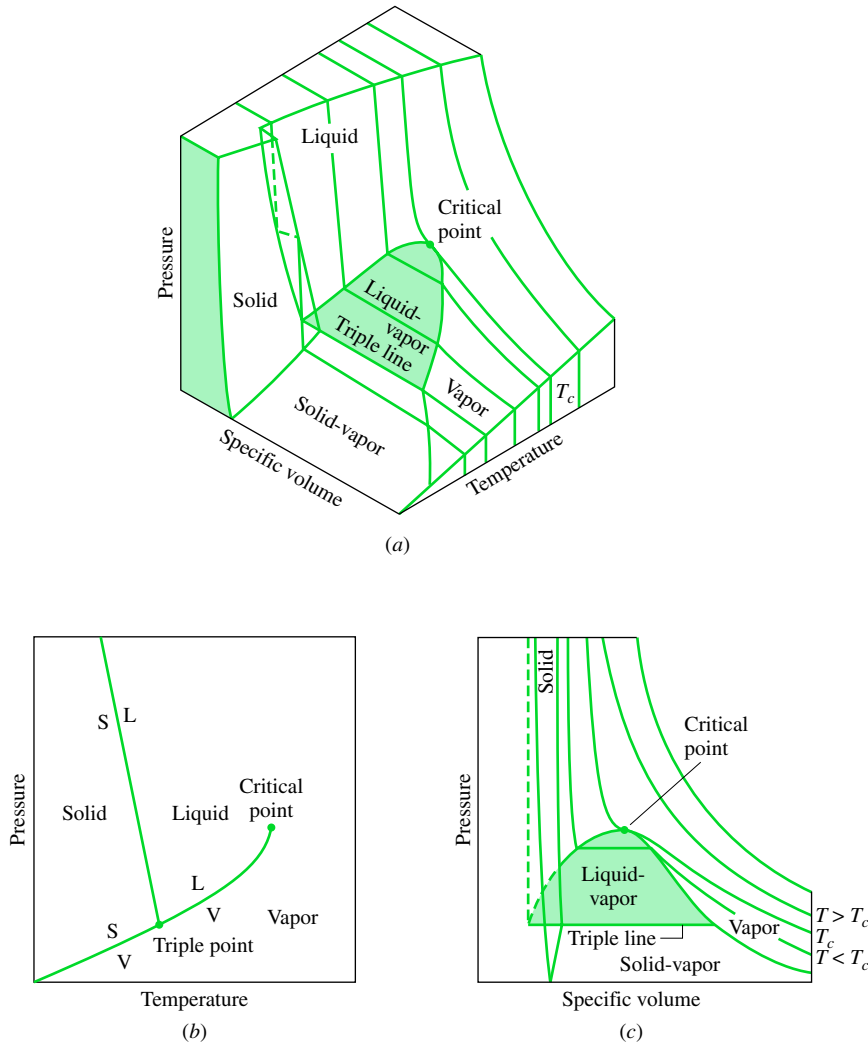 Liquid
Critical
point
Pressure
Solid
Liquid-
vapor
Triple line
Vapor
T_c
Solid-vapor
Specific volume
Temperature
(a)
Pressure
S
L
Solid
Liquid
Critical
point
L
V
S
V
Vapor
Triple point
Temperature
(b)
Pressure
Solid
Critical
point
Liquid-
vapor
Triple line
Vapor
Solid-vapor
T > T_c
T_c
T < T_c
Specific volume
(c)